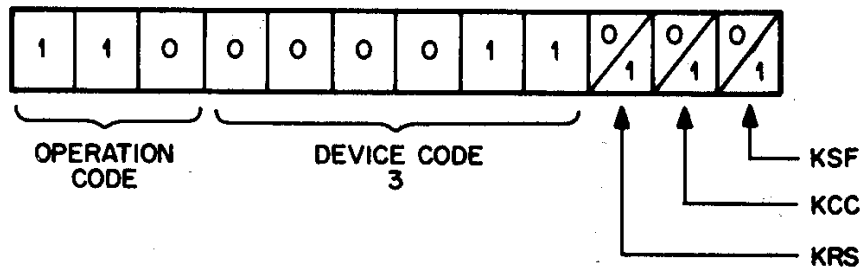 1 1 0 0 0 0 0 1 1 0/1 0/1 0/1
OPERATION CODE
DEVICE CODE 3
KSF
KCC
KRS